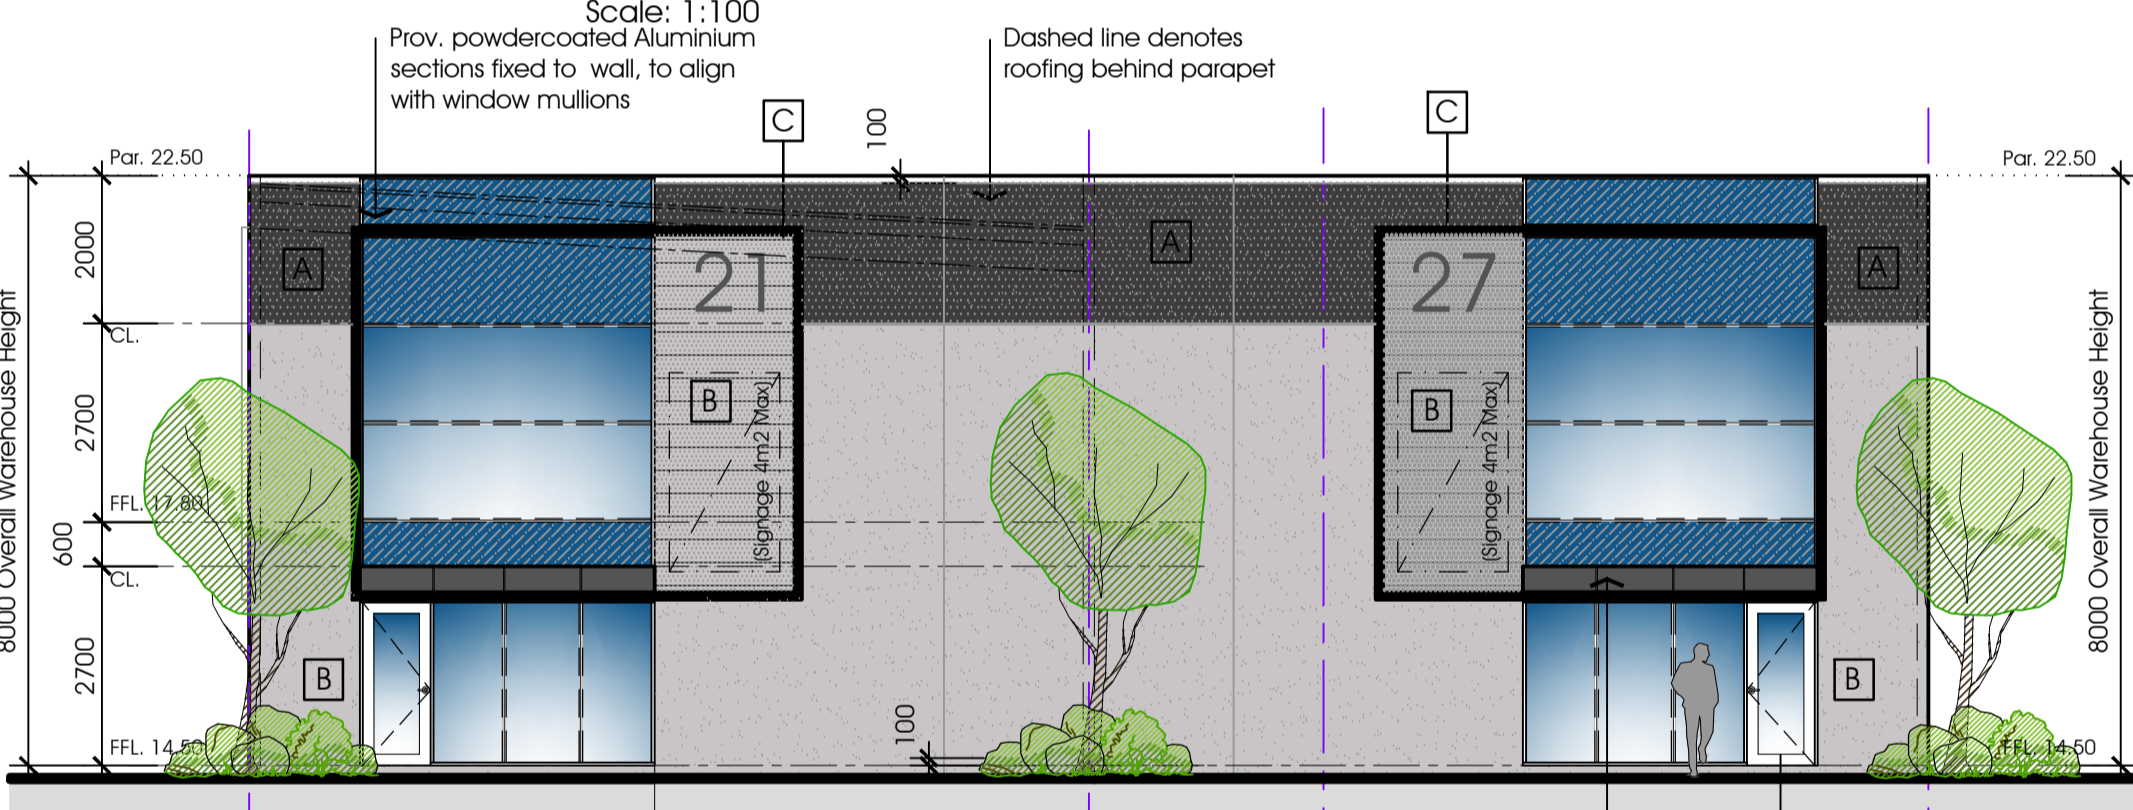 Scale: 1:100
Prov. powdercoated Aluminium
sections fixed to wall, to align
with window mullions
Dashed line denotes
roofing behind parapet
C
100
C
Par. 22.50
Par. 22.50
8000 Overall Warehouse Height
2000
A
21
A
27
A
8000 Overall Warehouse Height
CL.
2700
B
(Signage 4m2 Max)
B
(Signage 4m2 Max)
FFL. 17.80
600
CL.
2700
B
B
100
FFL. 14.50
FFL. 14.50